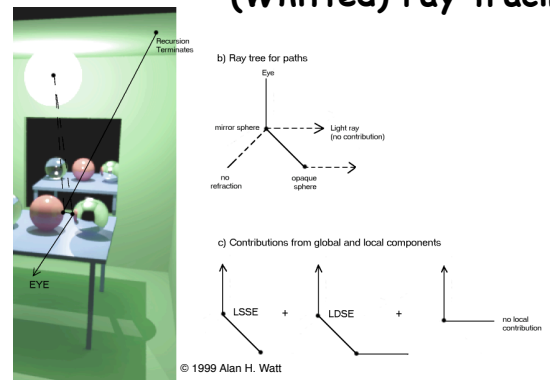 (Whitted) ray tracin
Recursion
Terminates
EYE
b) Ray tree for paths
Eye
mirror sphere
Light ray
(no contribution)
no
refraction
opaque
sphere
c) Contributions from global and local components
LSSE + LDSE +
no local
contribution
© 1999 Alan H. Watt